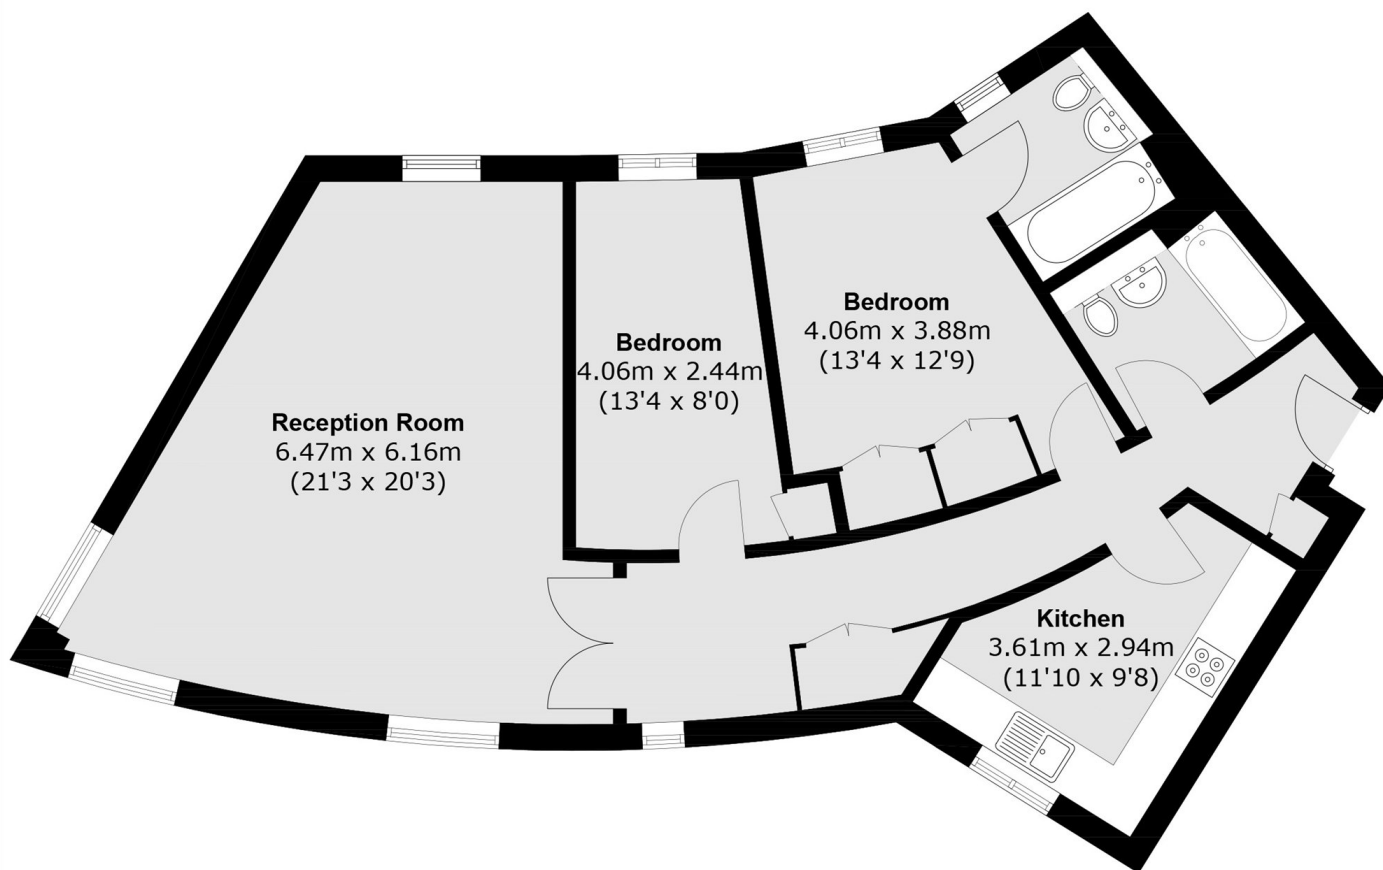 Reception Room
6.47m x 6.16m
(21'3 x 20'3)
Bedroom
4.06m x 2.44m
(13'4 x 8'0)
Bedroom
4.06m x 3.88m
(13'4 x 12'9)
Kitchen
3.61m x 2.94m
(11'10 x 9'8)